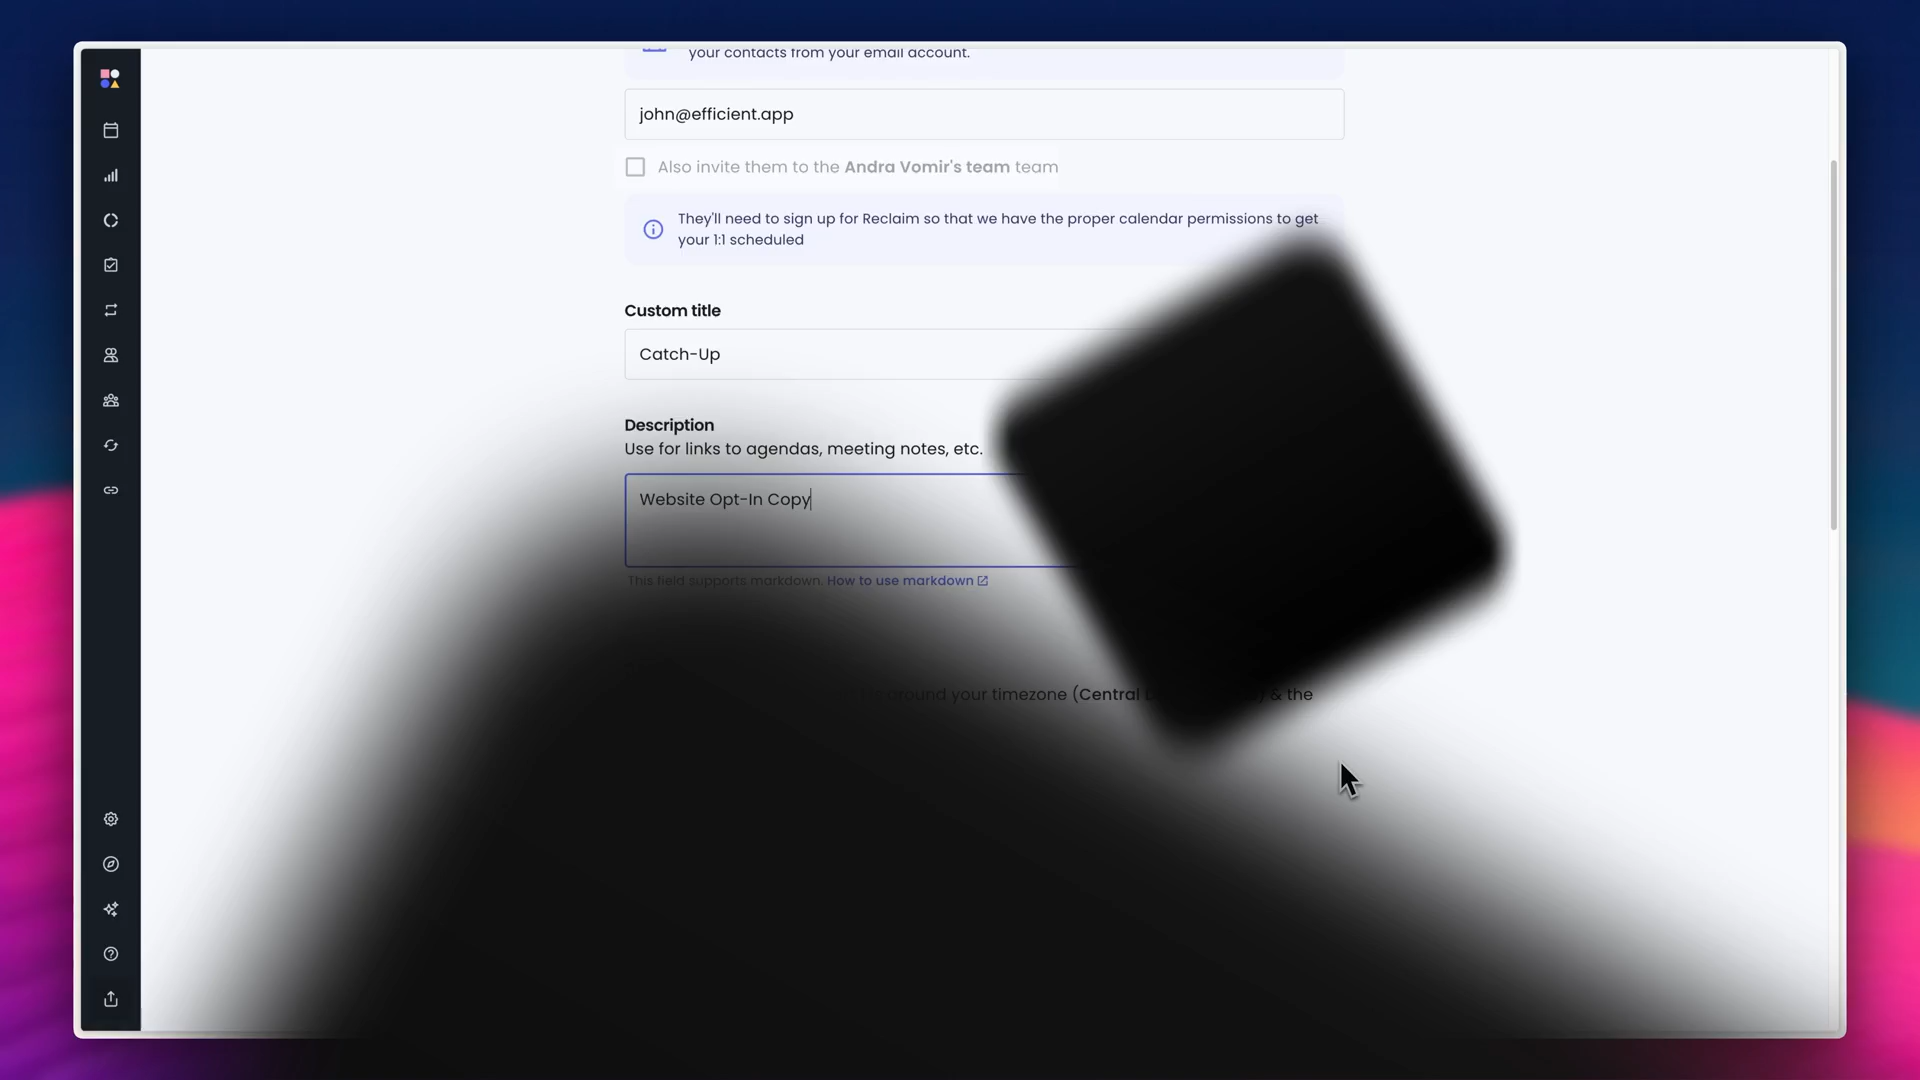 your contacts from your email account.
john@efficient.app
Also invite them to the Andra Vomir's team team
They'll need to sign up for Reclaim so that we have the proper calendar permissions to get
your 1:1 scheduled
Custom title
Catch-Up
Description
Use for links to agendas, meeting notes, etc.
Website Opt-In Copy
This field supports markdown. How to use markdown
around your timezone (Central & the